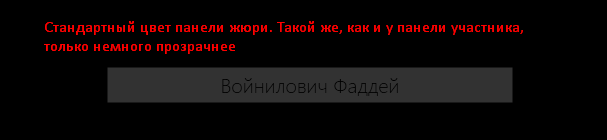 Стандартный цвет панели жюри. Такой же, как и у панели участника,
только немного прозрачнее
Войнилович Фаддей